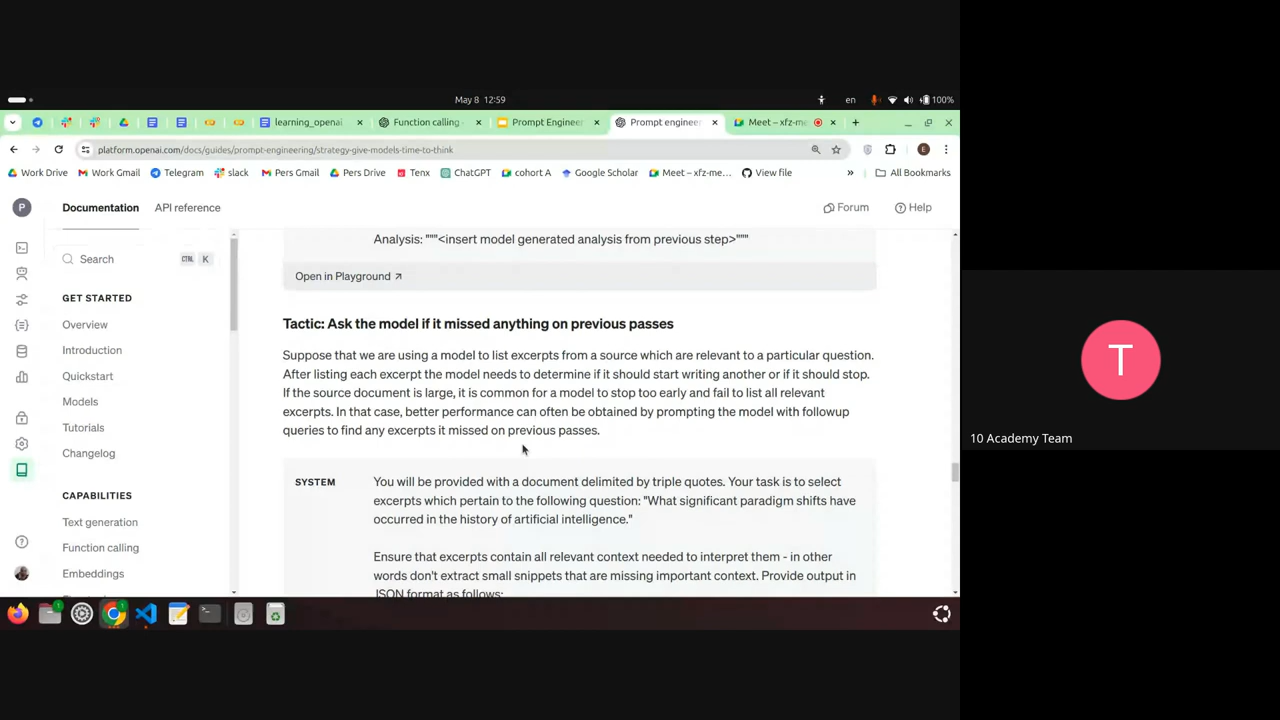 May 8 12:59
en
100%
learning_openai
Function calling
Prompt Engineer
Prompt engineer
Meet – xfz-m
platform.openai.com/docs/guides/prompt-engineering/strategy-give-models-time-to-think
E
Work Drive
Work Gmail
Telegram
slack
Pers Gmail
Pers Drive
Tenx
ChatGPT
cohort A
Google Scholar
Meet – xfz-me...
View file
All Bookmarks
P
Documentation
API reference
Forum
Help
Search
CTRL
K
GET STARTED
Overview
Introduction
Quickstart
Models
Tutorials
Changelog
CAPABILITIES
Text generation
Function calling
Embeddings
Analysis: """<insert model generated analysis from previous step>"""
Open in Playground
Tactic: Ask the model if it missed anything on previous passes
Suppose that we are using a model to list excerpts from a source which are relevant to a particular question.
After listing each excerpt the model needs to determine if it should start writing another or if it should stop.
If the source document is large, it is common for a model to stop too early and fail to list all relevant
excerpts. In that case, better performance can often be obtained by prompting the model with followup
queries to find any excerpts it missed on previous passes.
SYSTEM
You will be provided with a document delimited by triple quotes. Your task is to select
excerpts which pertain to the following question: "What significant paradigm shifts have
occurred in the history of artificial intelligence."
Ensure that excerpts contain all relevant context needed to interpret them - in other
words don't extract small snippets that are missing important context. Provide output in
JSON format as follows:
T
10 Academy Team